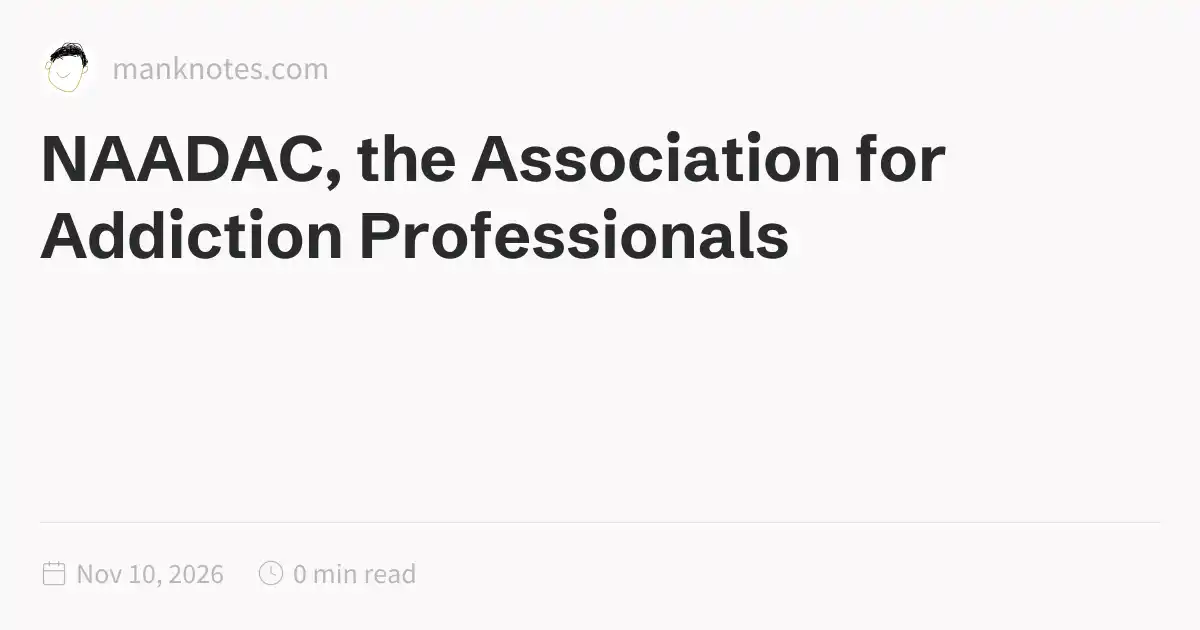 manknotes.com
NAADAC, the Association for
Addiction Professionals
Nov 10, 2026 0 min read